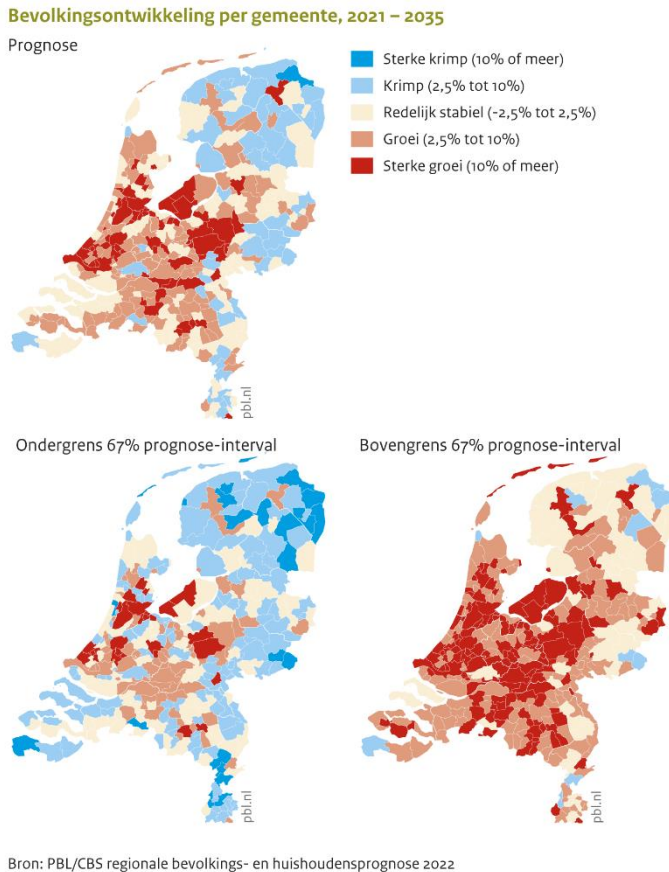 Bevolkingsontwikkeling per gemeente, 2021 – 2035
Prognose
Sterke krimp (10% of meer)
Krimp (2,5% tot 10%)
Redelijk stabiel (-2,5% tot 2,5%)
Groei (2,5% tot 10%)
Sterke groei (10% of meer)
pbl.nl
Ondergrens 67% prognose-interval
Bovengrens 67% prognose-interval
pbl.nl
pbl.nl
Bron: PBL/CBS regionale bevolkings- en huishoudensprognose 2022